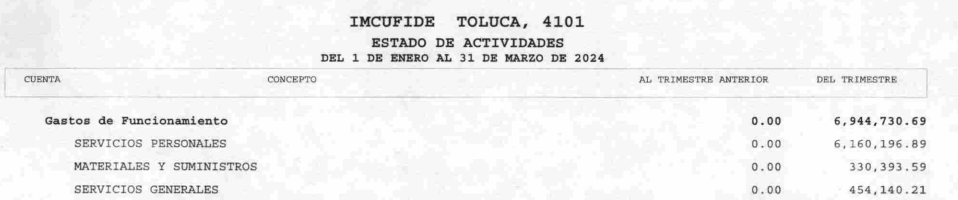 IMCUFIDE TOLUCA, 4101
ESTADO DE ACTIVIDADES
DEL 1 DE ENERO AL 31 DE MARZO DE 2024
CUENTA CONCEPTO AL TRIMESTRE ANTERIOR DEL TRIMESTRE
Gastos de Funcionamiento 0.00 6,944,730.69
SERVICIOS PERSONALES 0.00 6,160,196.89
MATERIALES Y SUMINISTROS 0.00 330,393.59
SERVICIOS GENERALES 0.00 454,140.21